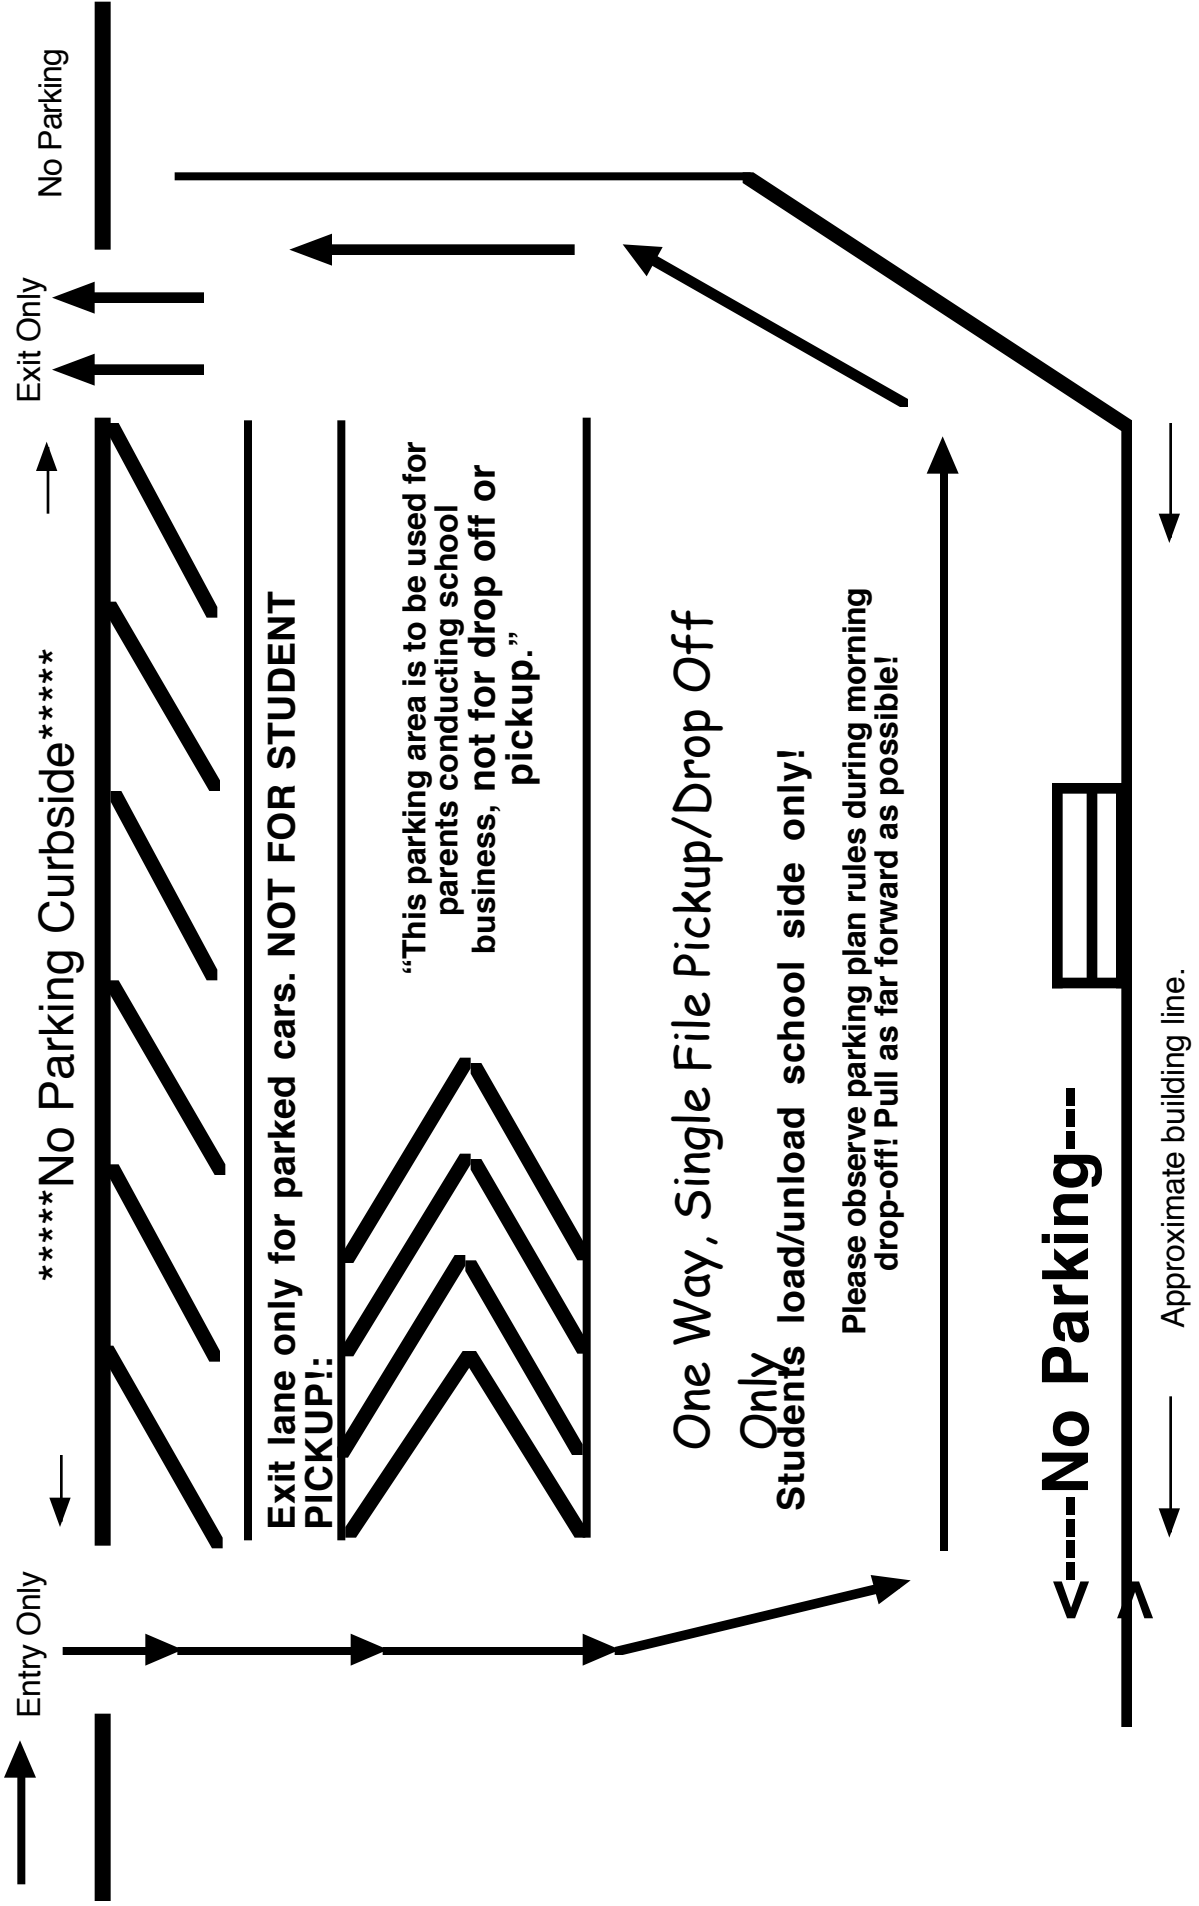 Entry Only
*****No Parking Curbside*****
Exit Only
No Parking
Exit lane only for parked cars. NOT FOR STUDENT
PICKUP!:
“This parking area is to be used for
parents conducting school
business, not for drop off or
pickup.”
One Way, Single File Pickup/Drop Off
Only
Students load/unload school side only!
Please observe parking plan rules during morning
drop-off! Pull as far forward as possible!
<----No Parking---
>
Approximate building line.